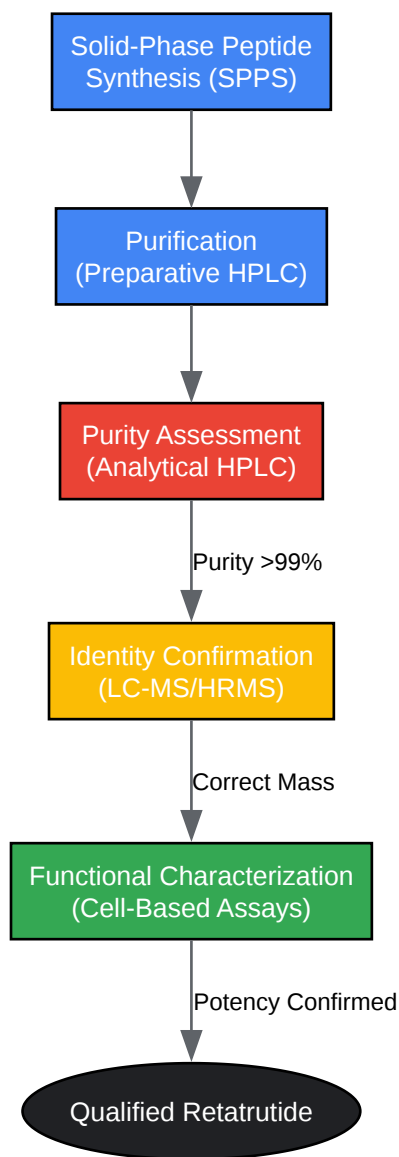 Solid-Phase Peptide
Synthesis (SPPS)
Purification
(Preparative HPLC)
Purity Assessment
(Analytical HPLC)
Purity >99%
Identity Confirmation
(LC-MS/HRMS)
Correct Mass
Functional Characterization
(Cell-Based Assays)
Potency Confirmed
Qualified Retatrutide